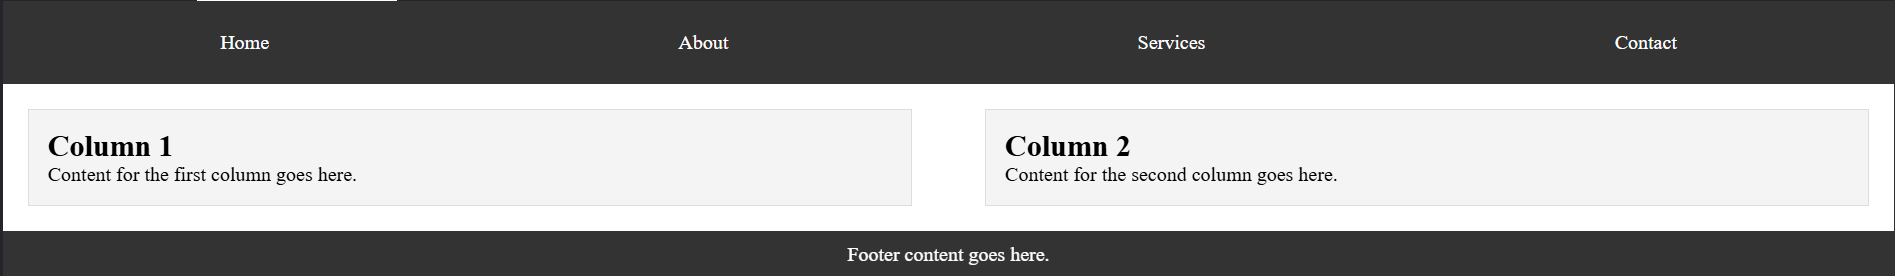 Home About Services Contact
Column 1
Content for the first column goes here.
Column 2
Content for the second column goes here.
Footer content goes here.